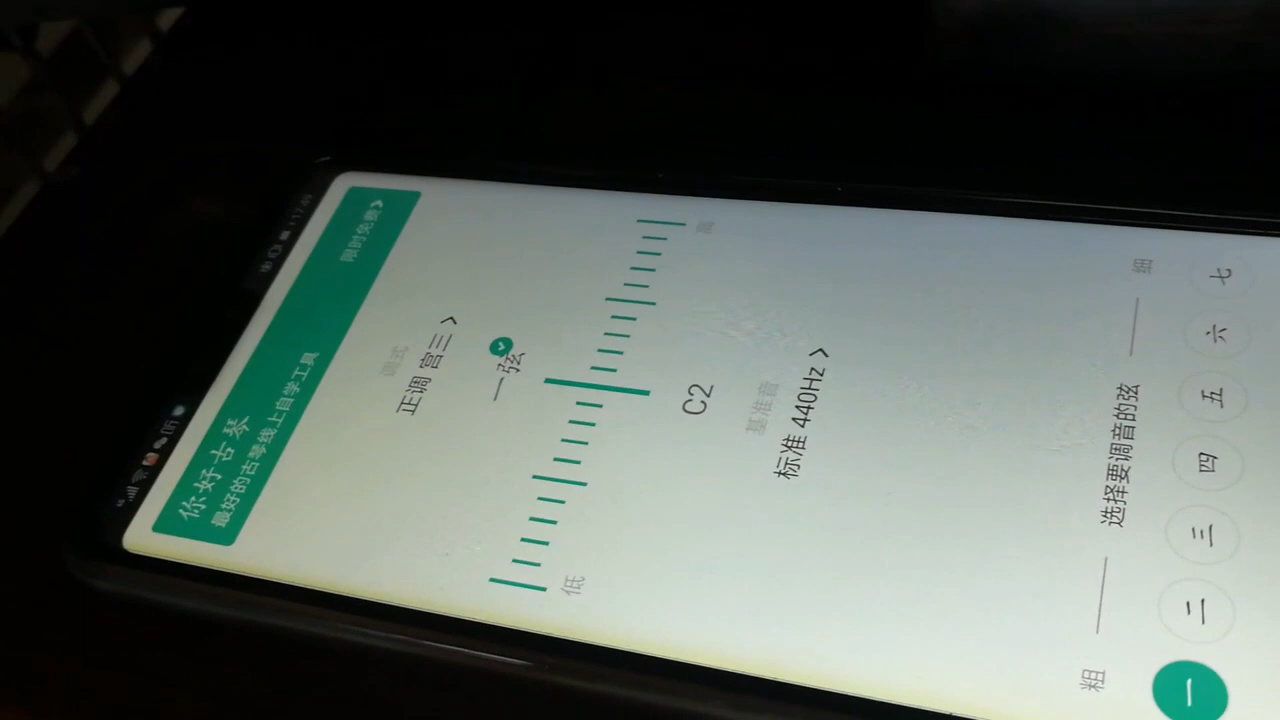 你好古琴
最好的古琴线上自学工具
限时免费
调式
正调 宫三
一弦
低
高
C2
基准音
标准 440Hz
粗
选择要调音的弦
细
一 二 三 四 五 六 七